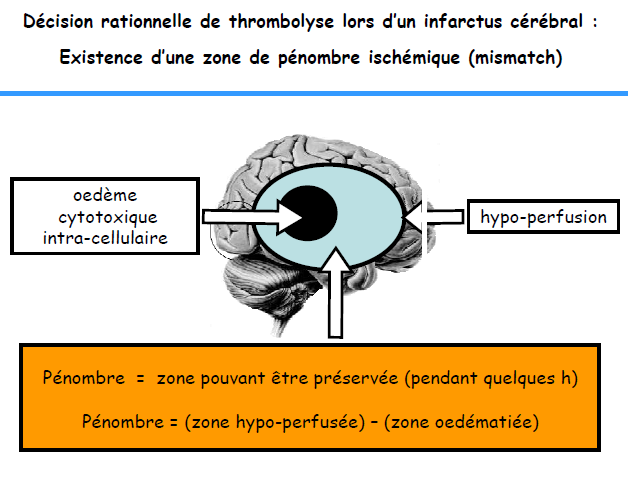 Décision rationnelle de thrombolyse lors d'un infarctus cérébral :
Existence d'une zone de pénombre ischémique (mismatch)
oedème
cytotoxique
intra-cellulaire
hypo-perfusion
Pénombre = zone pouvant être préservée (pendant quelques h)
Pénombre = (zone hypo-perfusée) – (zone oedématiée)